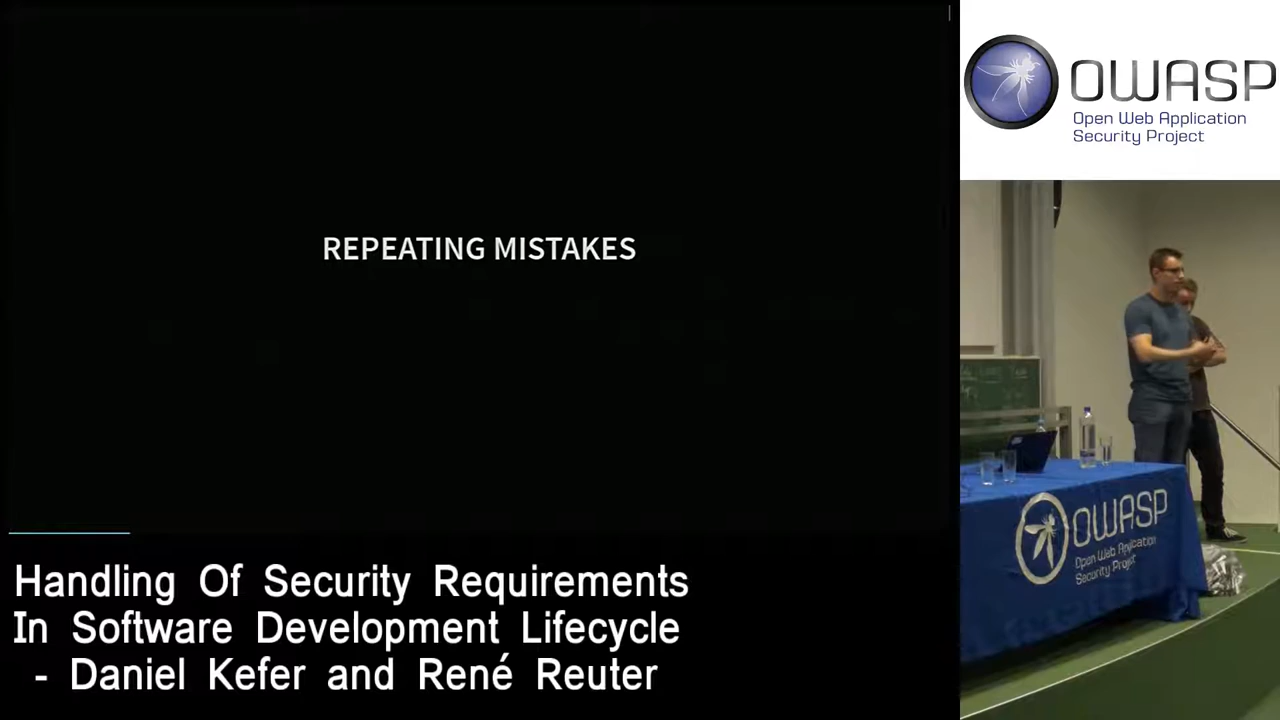 REPEATING MISTAKES
Handling Of Security Requirements
In Software Development Lifecycle
- Daniel Kefer and René Reuter
OWASP
Open Web Application
Security Project
OWASP
Open Web Application
Security Project